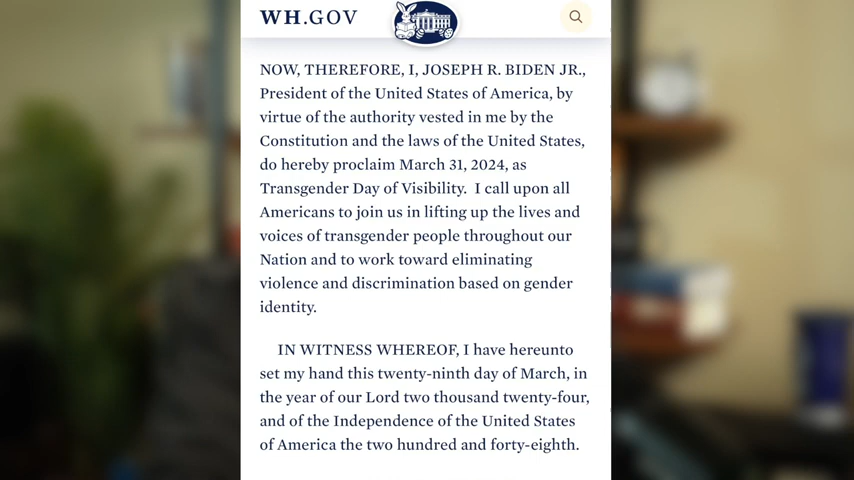 WH.GOV
NOW, THEREFORE, I, JOSEPH R. BIDEN JR.,
President of the United States of America, by
virtue of the authority vested in me by the
Constitution and the laws of the United States,
do hereby proclaim March 31, 2024, as
Transgender Day of Visibility. I call upon all
Americans to join us in lifting up the lives and
voices of transgender people throughout our
Nation and to work toward eliminating
violence and discrimination based on gender
identity.
IN WITNESS WHEREOF, I have hereunto
set my hand this twenty-ninth day of March, in
the year of our Lord two thousand twenty-four,
and of the Independence of the United States
of America the two hundred and forty-eighth.